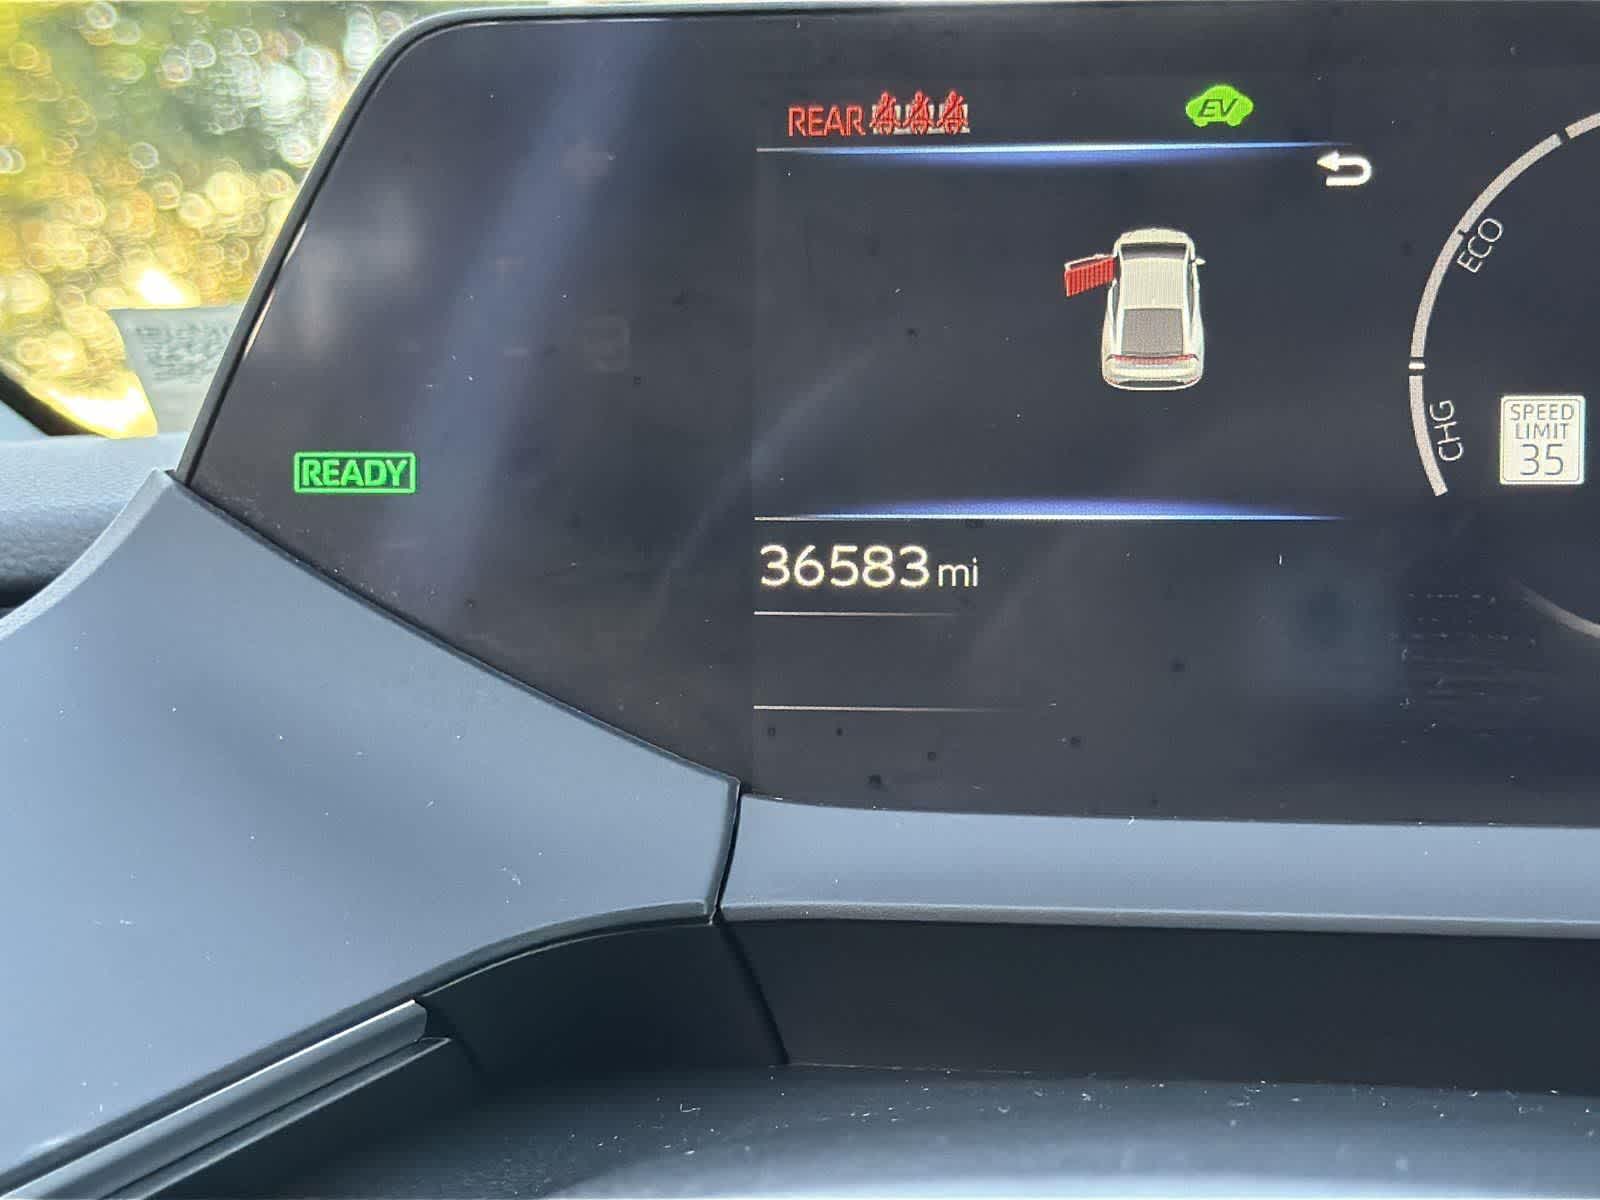 REAR
EV
ECO
CHG
SPEED
LIMIT
35
READY
36583 mi